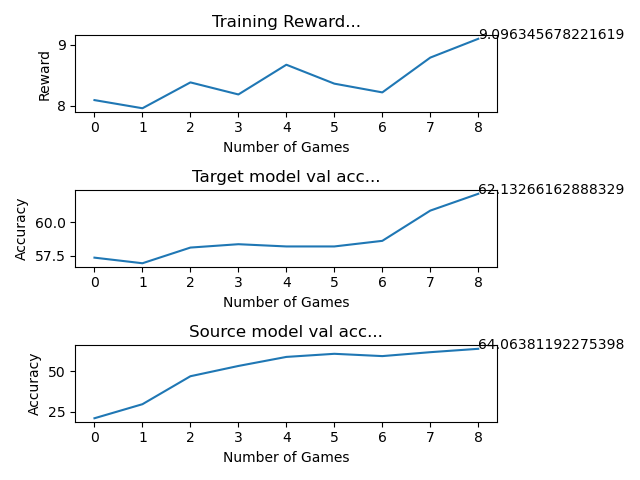 Training Reward...
9.096345678221619
9
8
Reward
0 1 2 3 4 5 6 7 8
Number of Games
Target model val acc...
62.13266162888329
60.0
57.5
Accuracy
0 1 2 3 4 5 6 7 8
Number of Games
Source model val acc...
64.06381192275398
50
25
Accuracy
0 1 2 3 4 5 6 7 8
Number of Games